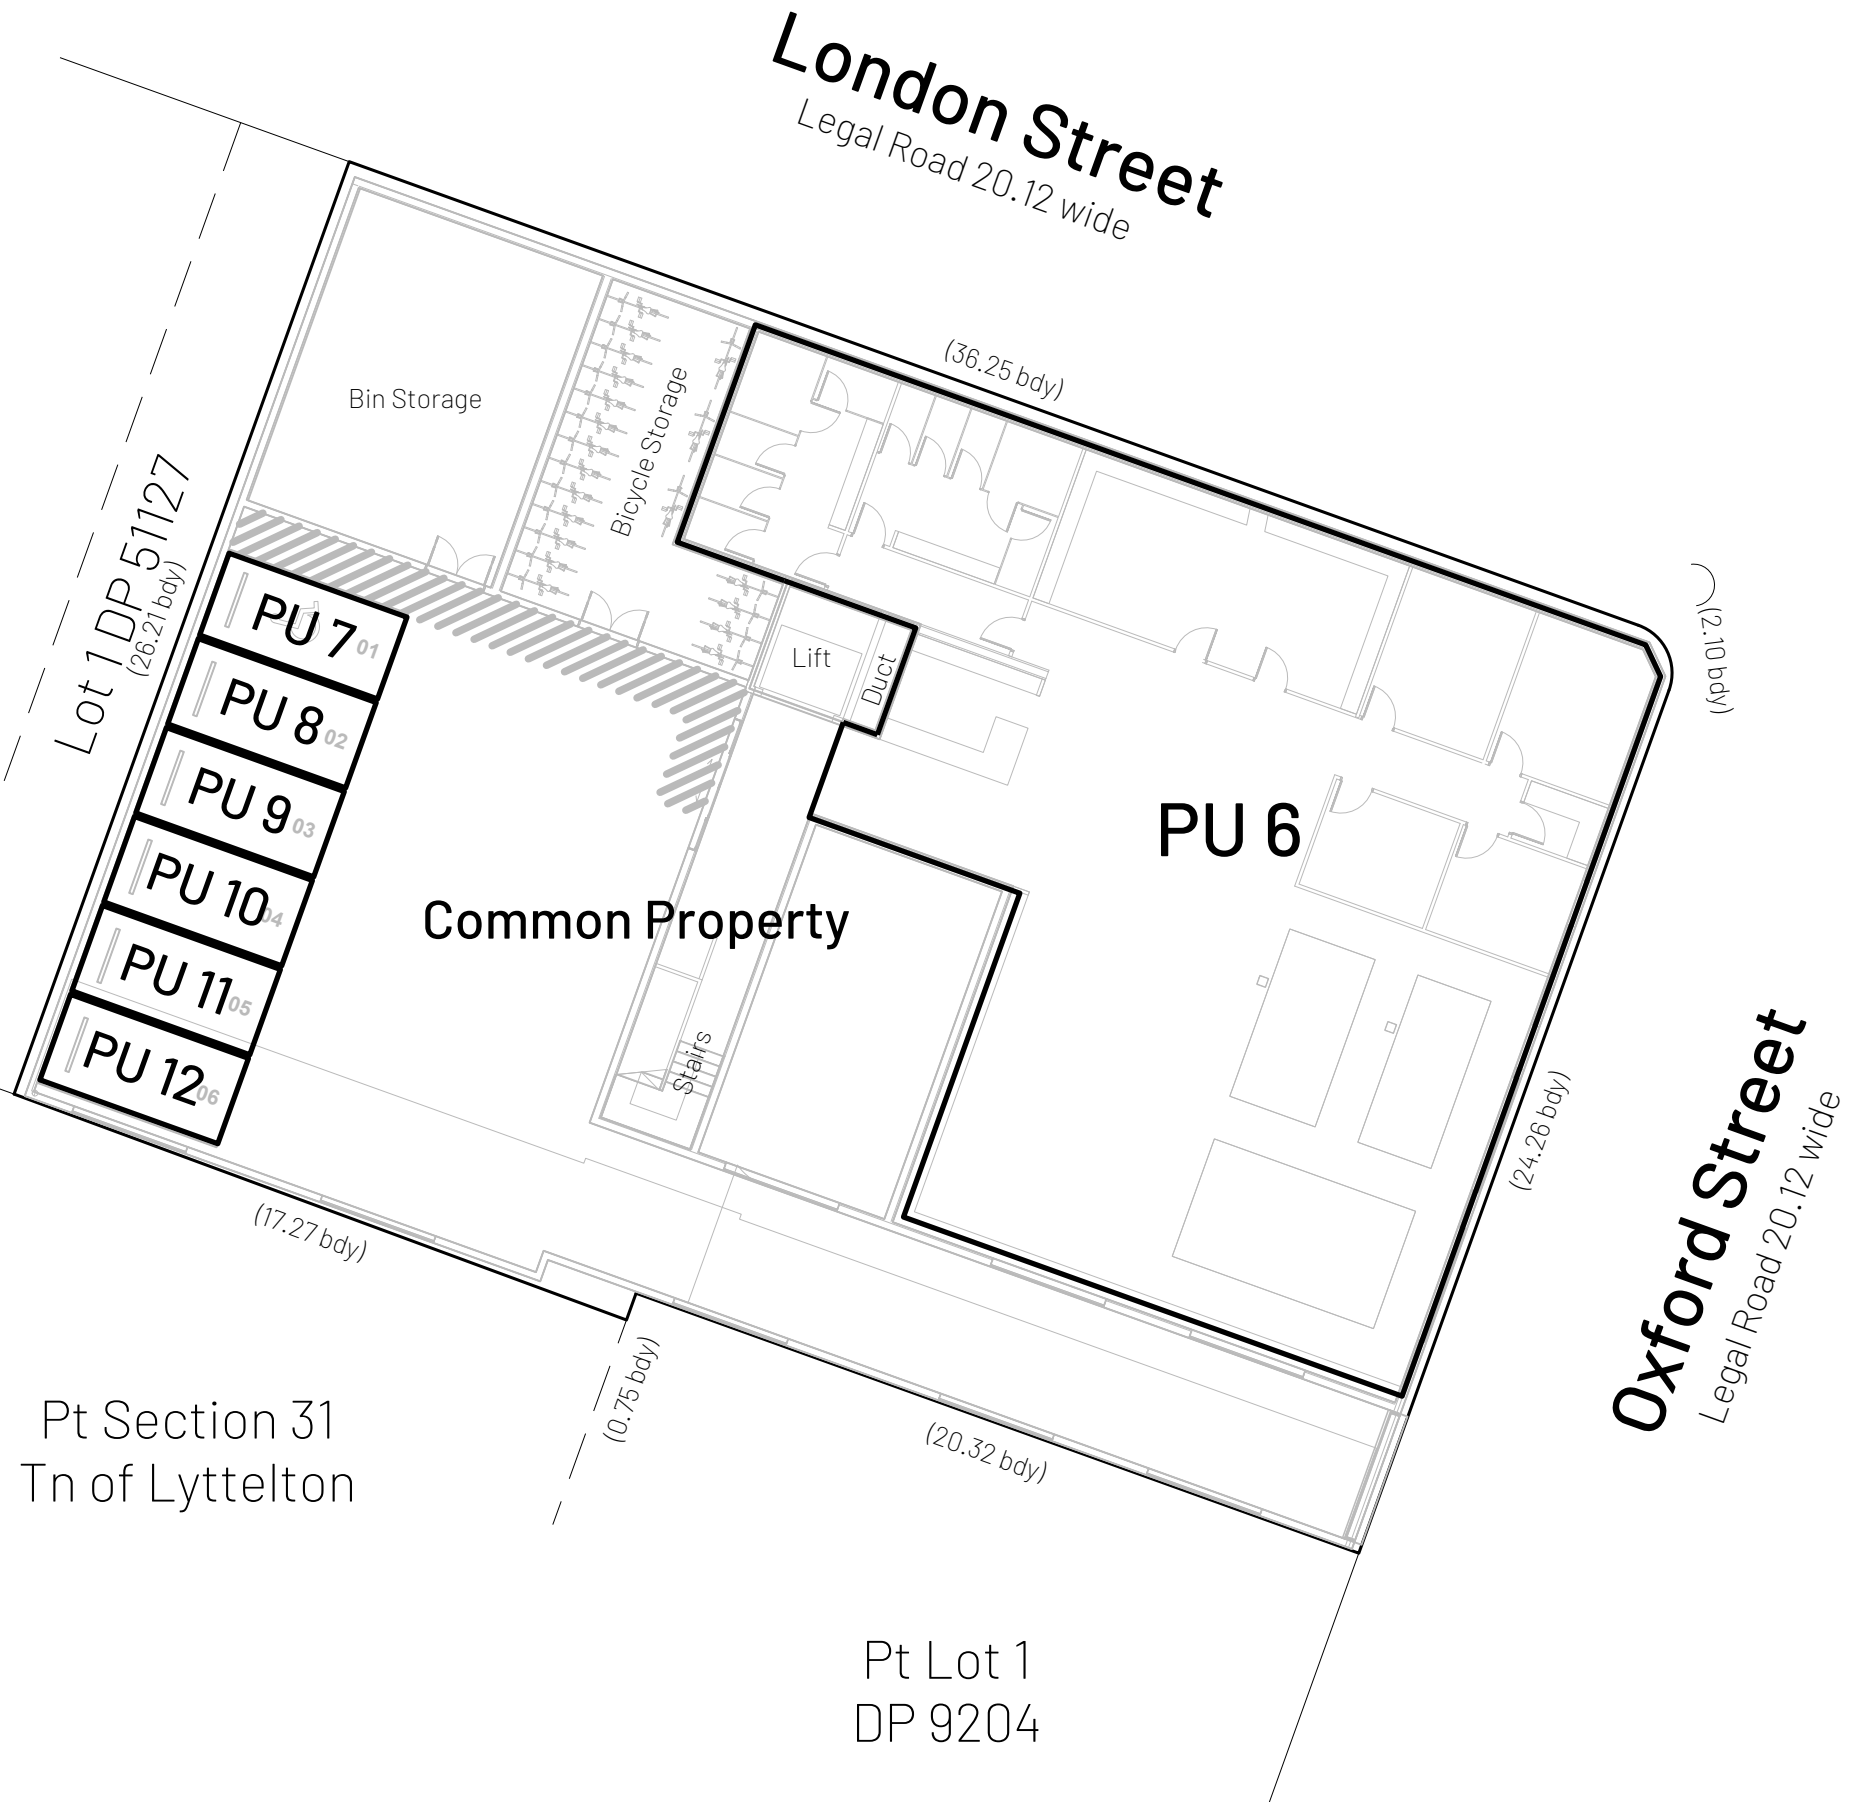 London Street
Legal Road 20.12 wide
(36.25 bdy)
Bin Storage
Bicycle Storage
Lot 1 DP 51127
(26.21 bdy)
(2.10 bdy)
PU 7
01
PU 8
02
PU 9
03
PU 10
04
PU 11
05
PU 12
06
Lift
Duct
PU 6
Common Property
Stairs
Oxford Street
Legal Road 20.12 wide
(24.26 bdy)
(17.27 bdy)
(0.75 bdy)
(20.32 bdy)
Pt Section 31
Tn of Lyttelton
Pt Lot 1
DP 9204